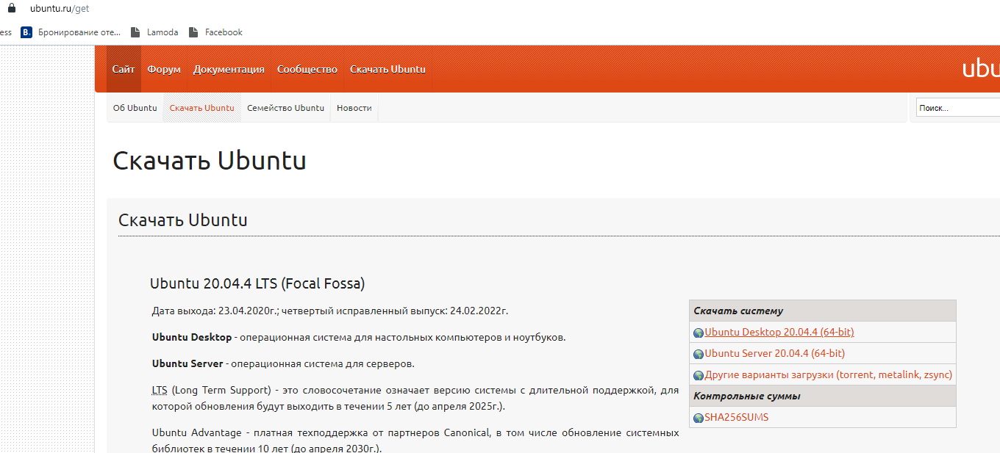 ubuntu.ru/get
ess B. Бронирование оте... Lamoda Facebook
Сайт Форум Документация Сообщество Скачать Ubuntu
ubu
Об Ubuntu Скачать Ubuntu Семейство Ubuntu Новости
Поиск...
Скачать Ubuntu
Скачать Ubuntu
Ubuntu 20.04.4 LTS (Focal Fossa)
Дата выхода: 23.04.2020г.; четвертый исправленный выпуск: 24.02.2022г.
Ubuntu Desktop - операционная система для настольных компьютеров и ноутбуков.
Ubuntu Server - операционная система для серверов.
LTS (Long Term Support) - это словосочетание означает версию системы с длительной поддержкой, для
которой обновления будут выходить в течении 5 лет (до апреля 2025г.).
Ubuntu Advantage - платная техподдержка от партнеров Canonical, в том числе обновление системных
библиотек в течении 10 лет (до апреля 2030г.).
Скачать систему
Ubuntu Desktop 20.04.4 (64-bit)
Ubuntu Server 20.04.4 (64-bit)
Другие варианты загрузки (torrent, metalink, zsync)
Контрольные суммы
SHA256SUMS